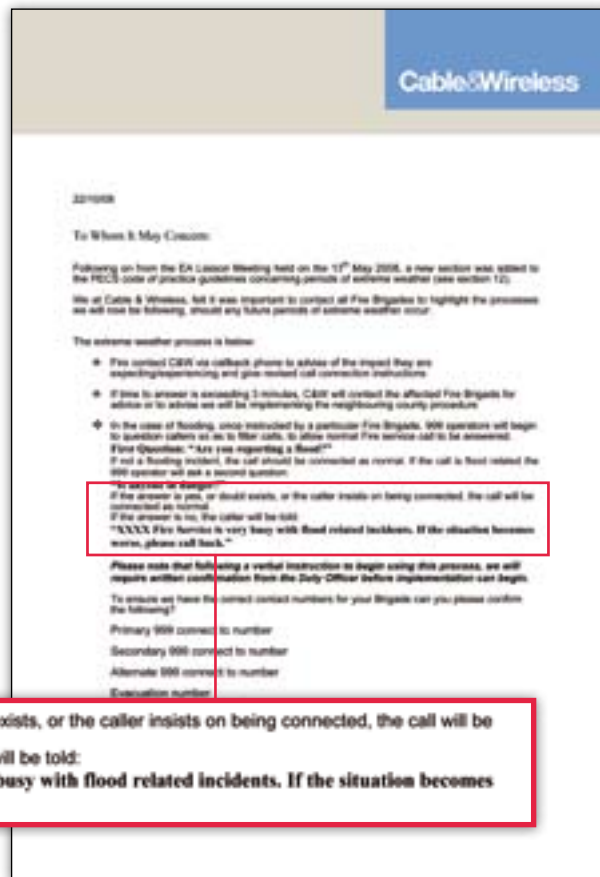 Cable&Wireless
22/10/08
To Whom It May Concern:
Following on from the EA Liaison Meeting held on the 13th May 2008, a new section was added to
the PECS code of practice guidelines concerning periods of extreme weather (see section 12).
We at Cable & Wireless, felt it was important to contact all Fire Brigades to highlight the processes
we will now be following, should any future periods of extreme weather occur.
The extreme weather process is below:
Fire contact C&W via callback phone to advise of the impact they are
expecting/experiencing and give revised call connection instructions
If time to answer is exceeding 3 minutes, C&W will contact the affected Fire Brigade for
advice or to advise we will be implementing the neighbouring county procedure
In the case of flooding, once instructed by a particular Fire Brigade, 999 operators will begin
to question callers so as to filter calls, to allow normal Fire service call to be answered.
First Question: “Are you reporting a flood?”
If not a flooding incident, the call should be connected as normal. If the call is flood related the
999 operator will ask a second question:
“Is anyone in danger?”
If the answer is yes, or doubt exists, or the caller insists on being connected, the call will be
connected as normal.
If the answer is no, the caller will be told:
“XXXX Fire Service is very busy with flood related incidents. If the situation becomes
worse, please call back.”
Please note that following a verbal instruction to begin using this process, we will
require written confirmation from the Duty Officer before implementation can begin.
To ensure we have the correct contact numbers for your Brigade can you please confirm
the following?
Primary 999 connect to number
Secondary 999 connect to number
Alternate 999 connect to number
Evacuation number
exists, or the caller insists on being connected, the call will be
will be told:
busy with flood related incidents. If the situation becomes